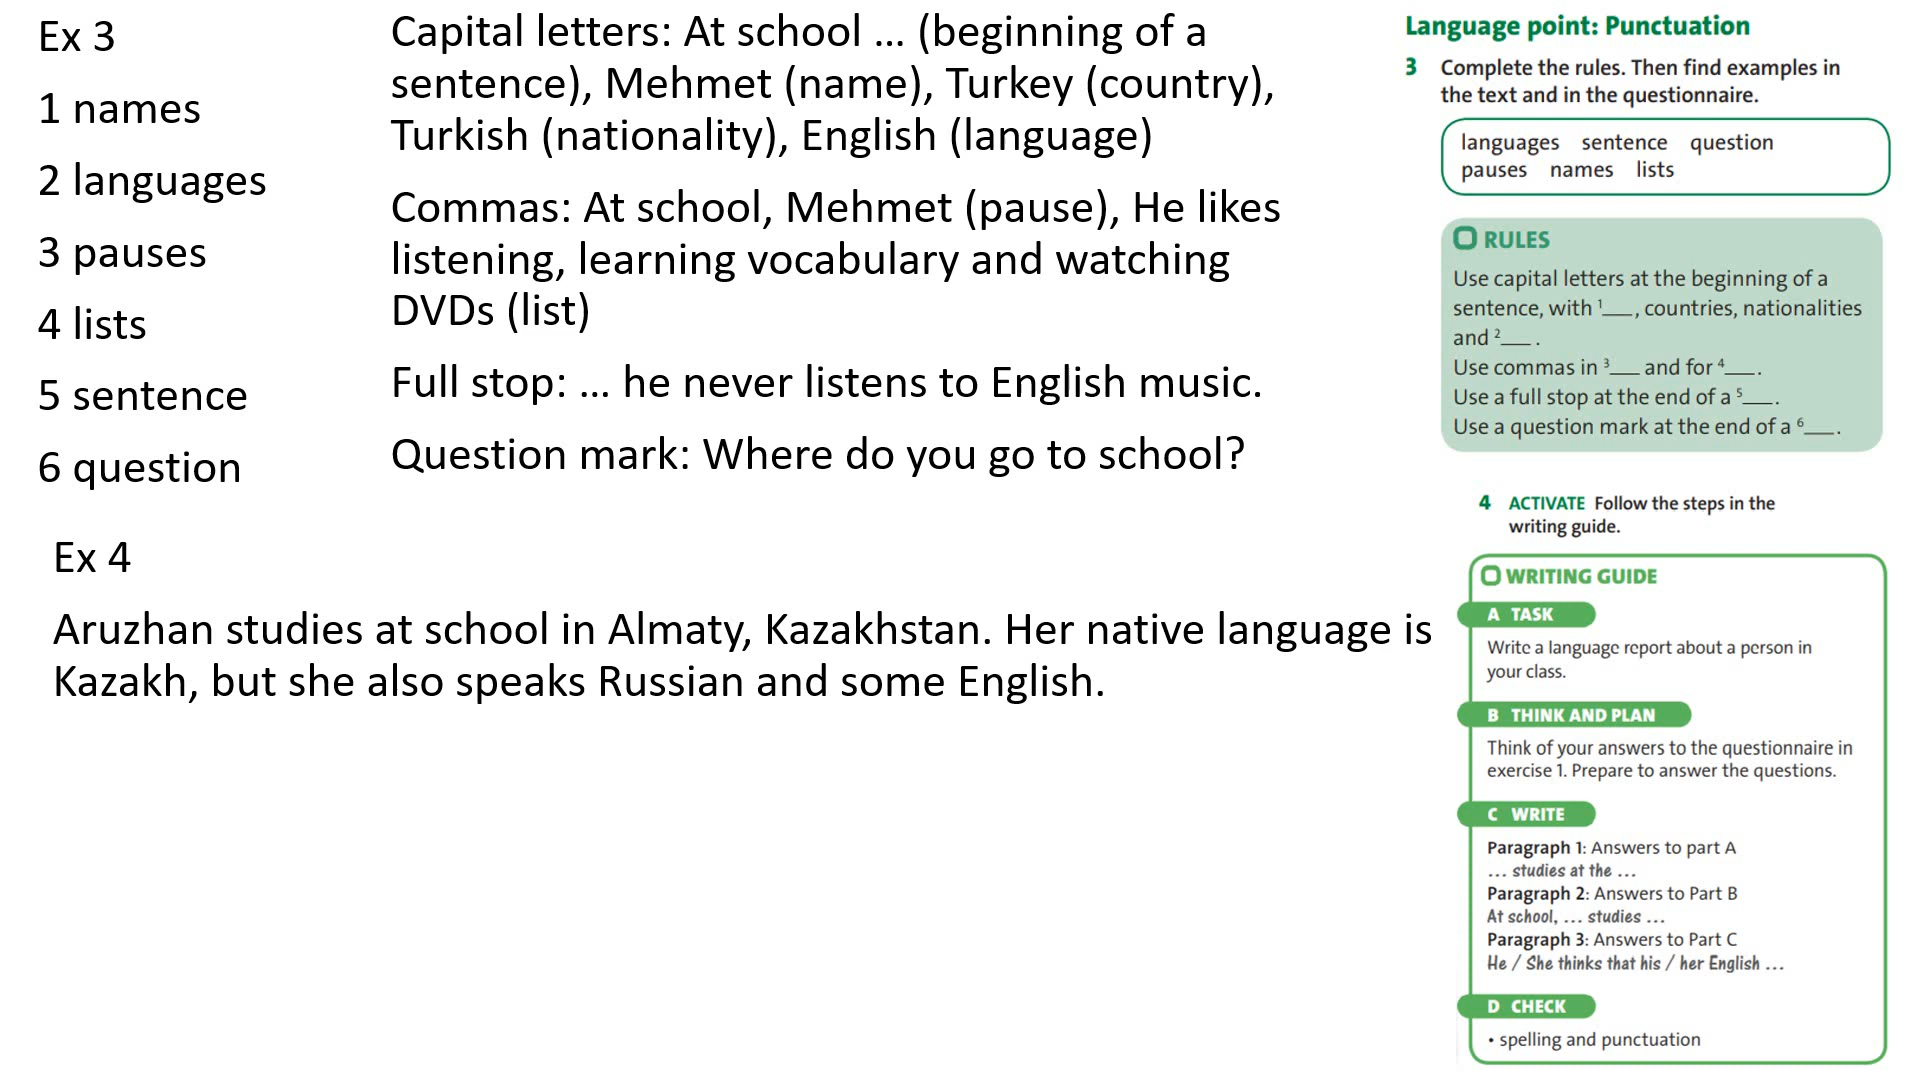 Ex 3
1 names
2 languages
3 pauses
4 lists
5 sentence
6 question
Capital letters: At school … (beginning of a
sentence), Mehmet (name), Turkey (country),
Turkish (nationality), English (language)
Commas: At school, Mehmet (pause), He likes
listening, learning vocabulary and watching
DVDs (list)
Full stop: … he never listens to English music.
Question mark: Where do you go to school?
Ex 4
Aruzhan studies at school in Almaty, Kazakhstan. Her native language is
Kazakh, but she also speaks Russian and some English.
Language point: Punctuation
3 Complete the rules. Then find examples in
the text and in the questionnaire.
languages sentence question
pauses names lists
RULES
Use capital letters at the beginning of a
sentence, with 1___, countries, nationalities
and 2___.
Use commas in 3___ and for 4___.
Use a full stop at the end of a 5___.
Use a question mark at the end of a 6___.
4 ACTIVATE Follow the steps in the
writing guide.
WRITING GUIDE
A TASK
Write a language report about a person in
your class.
B THINK AND PLAN
Think of your answers to the questionnaire in
exercise 1. Prepare to answer the questions.
C WRITE
Paragraph 1: Answers to part A
… studies at the …
Paragraph 2: Answers to Part B
At school, … studies …
Paragraph 3: Answers to Part C
He / She thinks that his / her English …
D CHECK
• spelling and punctuation